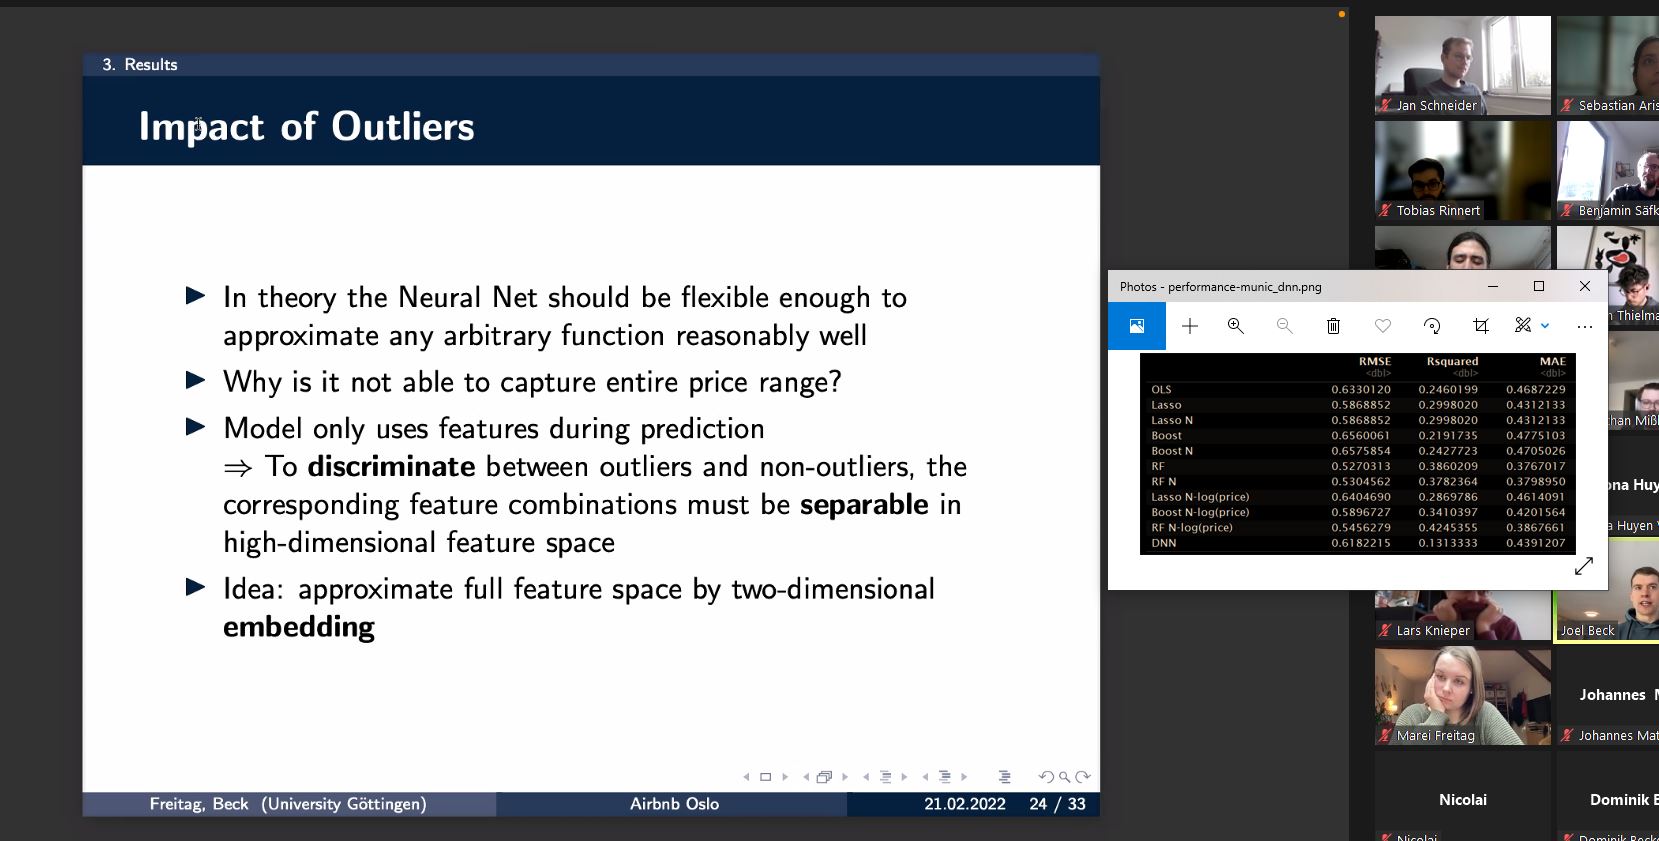 3. Results
Impact of Outliers
In theory the Neural Net should be flexible enough to
approximate any arbitrary function reasonably well
Why is it not able to capture entire price range?
Model only uses features during prediction
⇒ To discriminate between outliers and non-outliers, the
corresponding feature combinations must be separable in
high-dimensional feature space
Idea: approximate full feature space by two-dimensional
embedding
Freitag, Beck (University Göttingen) Airbnb Oslo 21.02.2022 24 / 33
Photos - performance-munic_dnn.png
RMSE Rsquared MAE
<dbl> <dbl> <dbl>
OLS 0.6330120 0.2460199 0.4687229
Lasso 0.5868852 0.2998020 0.4312133
Lasso N 0.5868852 0.2998020 0.4312133
Boost 0.6560061 0.2191735 0.4775103
Boost N 0.6575854 0.2427723 0.4705026
RF 0.5270313 0.3860209 0.3767017
RF N 0.5304562 0.3782364 0.3798950
Lasso N-log(price) 0.6404690 0.2869786 0.4614091
Boost N-log(price) 0.5896727 0.3410397 0.4201564
RF N-log(price) 0.5456279 0.4245355 0.3867661
DNN 0.6182215 0.1313333 0.4391207
Jan Schneider
Sebastian Aris
Tobias Rinnert
Benjamin Säfk
n Thielma
than Mißl
ona Huy
a Huyen
Lars Knieper
Joel Beck
Marei Freitag
Johannes M
Johannes Mat
Nicolai
Dominik B
Nicolai
Dominik Beck